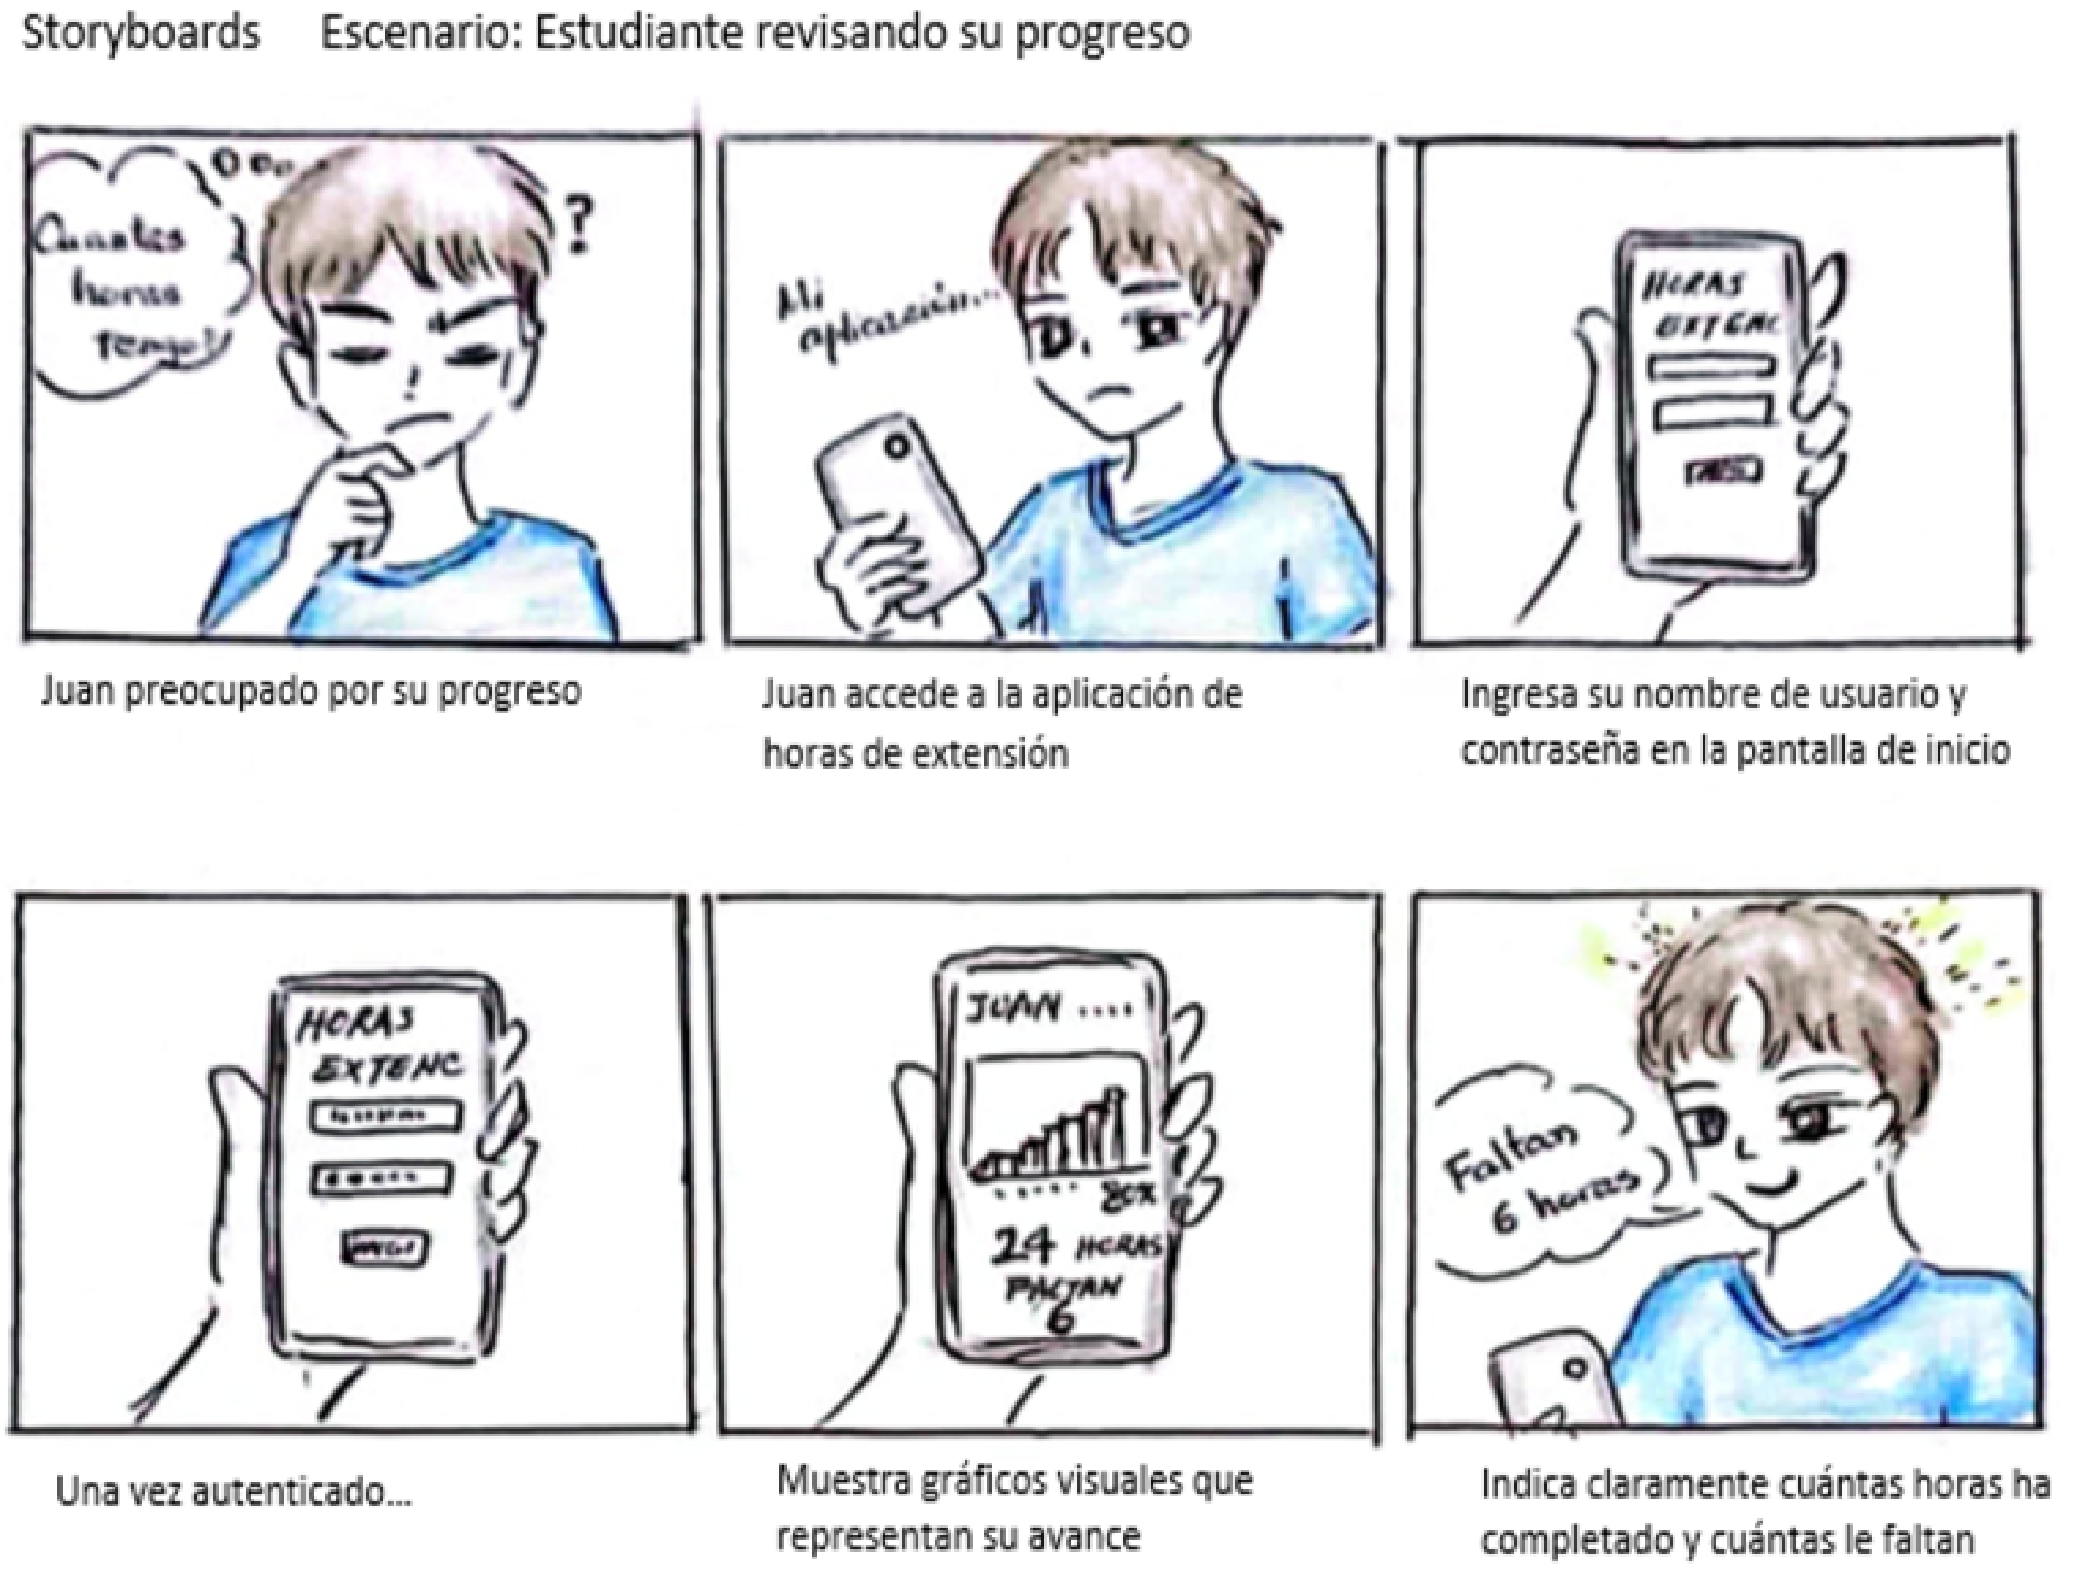 Storyboards Escenario: Estudiante revisando su progreso
Cuantas
horas
Tengo?
?
Mi
aplicación...
HORAS
EXTENC
Juan preocupado por su progreso
Juan accede a la aplicación de
horas de extensión
Ingresa su nombre de usuario y
contraseña en la pantalla de inicio
HORAS
EXTENC
JUAN ....
80%
24 HORAS
FALTAN
6
Faltan
6 horas
Una vez autenticado...
Muestra gráficos visuales que
representan su avance
Indica claramente cuántas horas ha
completado y cuántas le faltan